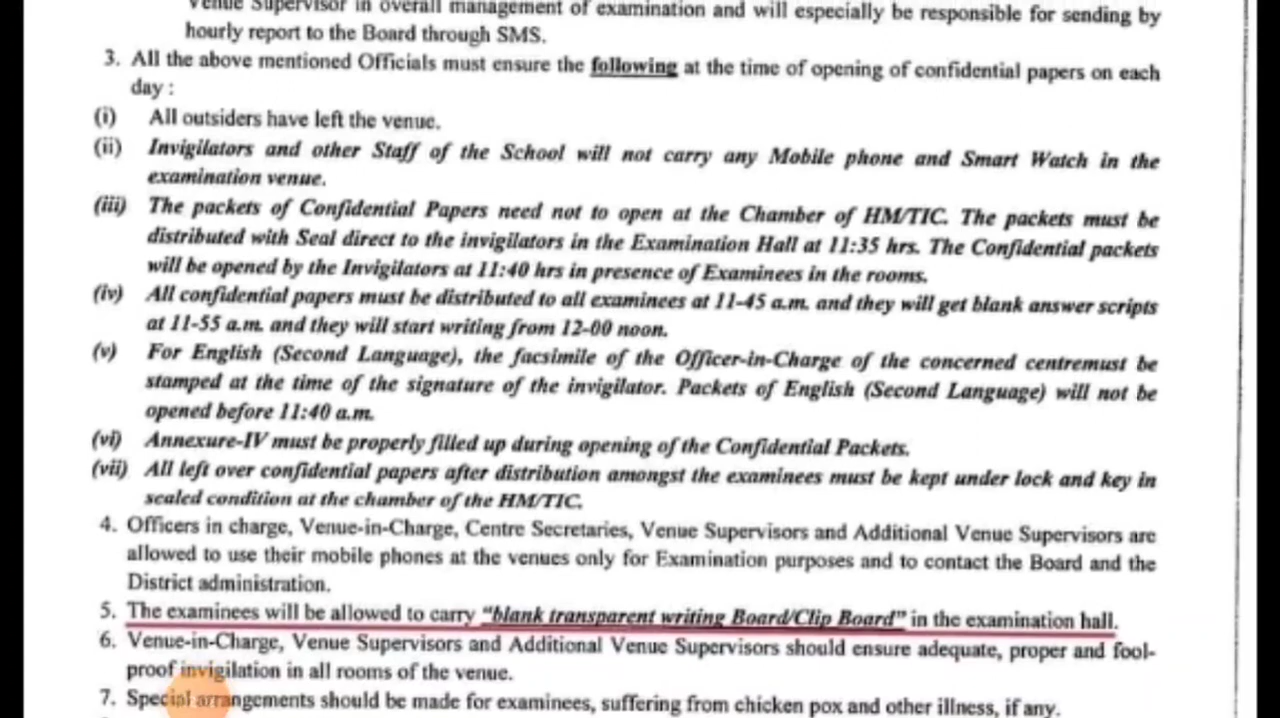 Venue Supervisor in overall management of examination and will especially be responsible for sending by
hourly report to the Board through SMS.
3. All the above mentioned Officials must ensure the following at the time of opening of confidential papers on each
day :
(i) All outsiders have left the venue.
(ii) Invigilators and other Staff of the School will not carry any Mobile phone and Smart Watch in the
examination venue.
(iii) The packets of Confidential Papers need not to open at the Chamber of HM/TIC. The packets must be
distributed with Seal direct to the invigilators in the Examination Hall at 11:35 hrs. The Confidential packets
will be opened by the Invigilators at 11:40 hrs in presence of Examinees in the rooms.
(iv) All confidential papers must be distributed to all examinees at 11-45 a.m. and they will get blank answer scripts
at 11-55 a.m. and they will start writing from 12-00 noon.
(v) For English (Second Language), the facsimile of the Officer-in-Charge of the concerned centremust be
stamped at the time of the signature of the invigilator. Packets of English (Second Language) will not be
opened before 11:40 a.m.
(vi) Annexure-IV must be properly filled up during opening of the Confidential Packets.
(vii) All left over confidential papers after distribution amongst the examinees must be kept under lock and key in
sealed condition at the chamber of the HM/TIC.
4. Officers in charge, Venue-in-Charge, Centre Secretaries, Venue Supervisors and Additional Venue Supervisors are
allowed to use their mobile phones at the venues only for Examination purposes and to contact the Board and the
District administration.
5. The examinees will be allowed to carry "blank transparent writing Board/Clip Board" in the examination hall.
6. Venue-in-Charge, Venue Supervisors and Additional Venue Supervisors should ensure adequate, proper and fool-
proof invigilation in all rooms of the venue.
7. Special arrangements should be made for examinees, suffering from chicken pox and other illness, if any.